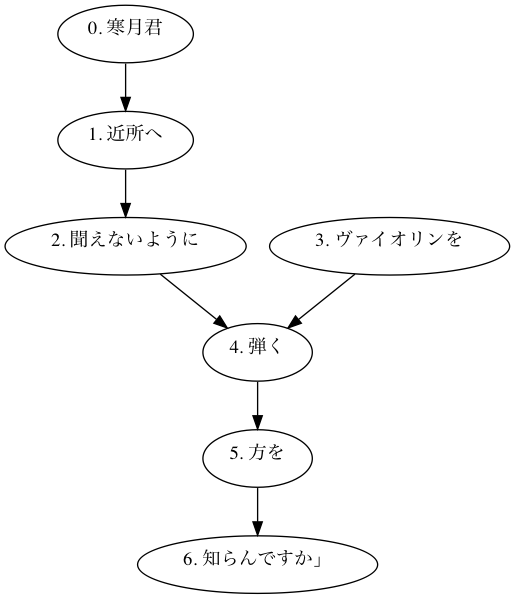 0. 寒月君
1. 近所へ
2. 聞えないように
3. ヴァイオリンを
4. 弾く
5. 方を
6. 知らんですか」